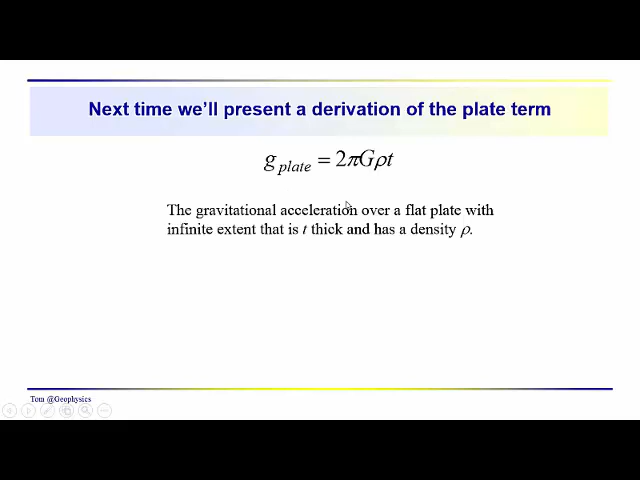 Next time we'll present a derivation of the plate term
g plate = 2πGρt
The gravitational acceleration over a flat plate with
infinite extent that is t thick and has a density ρ.
Tom @Geophysics